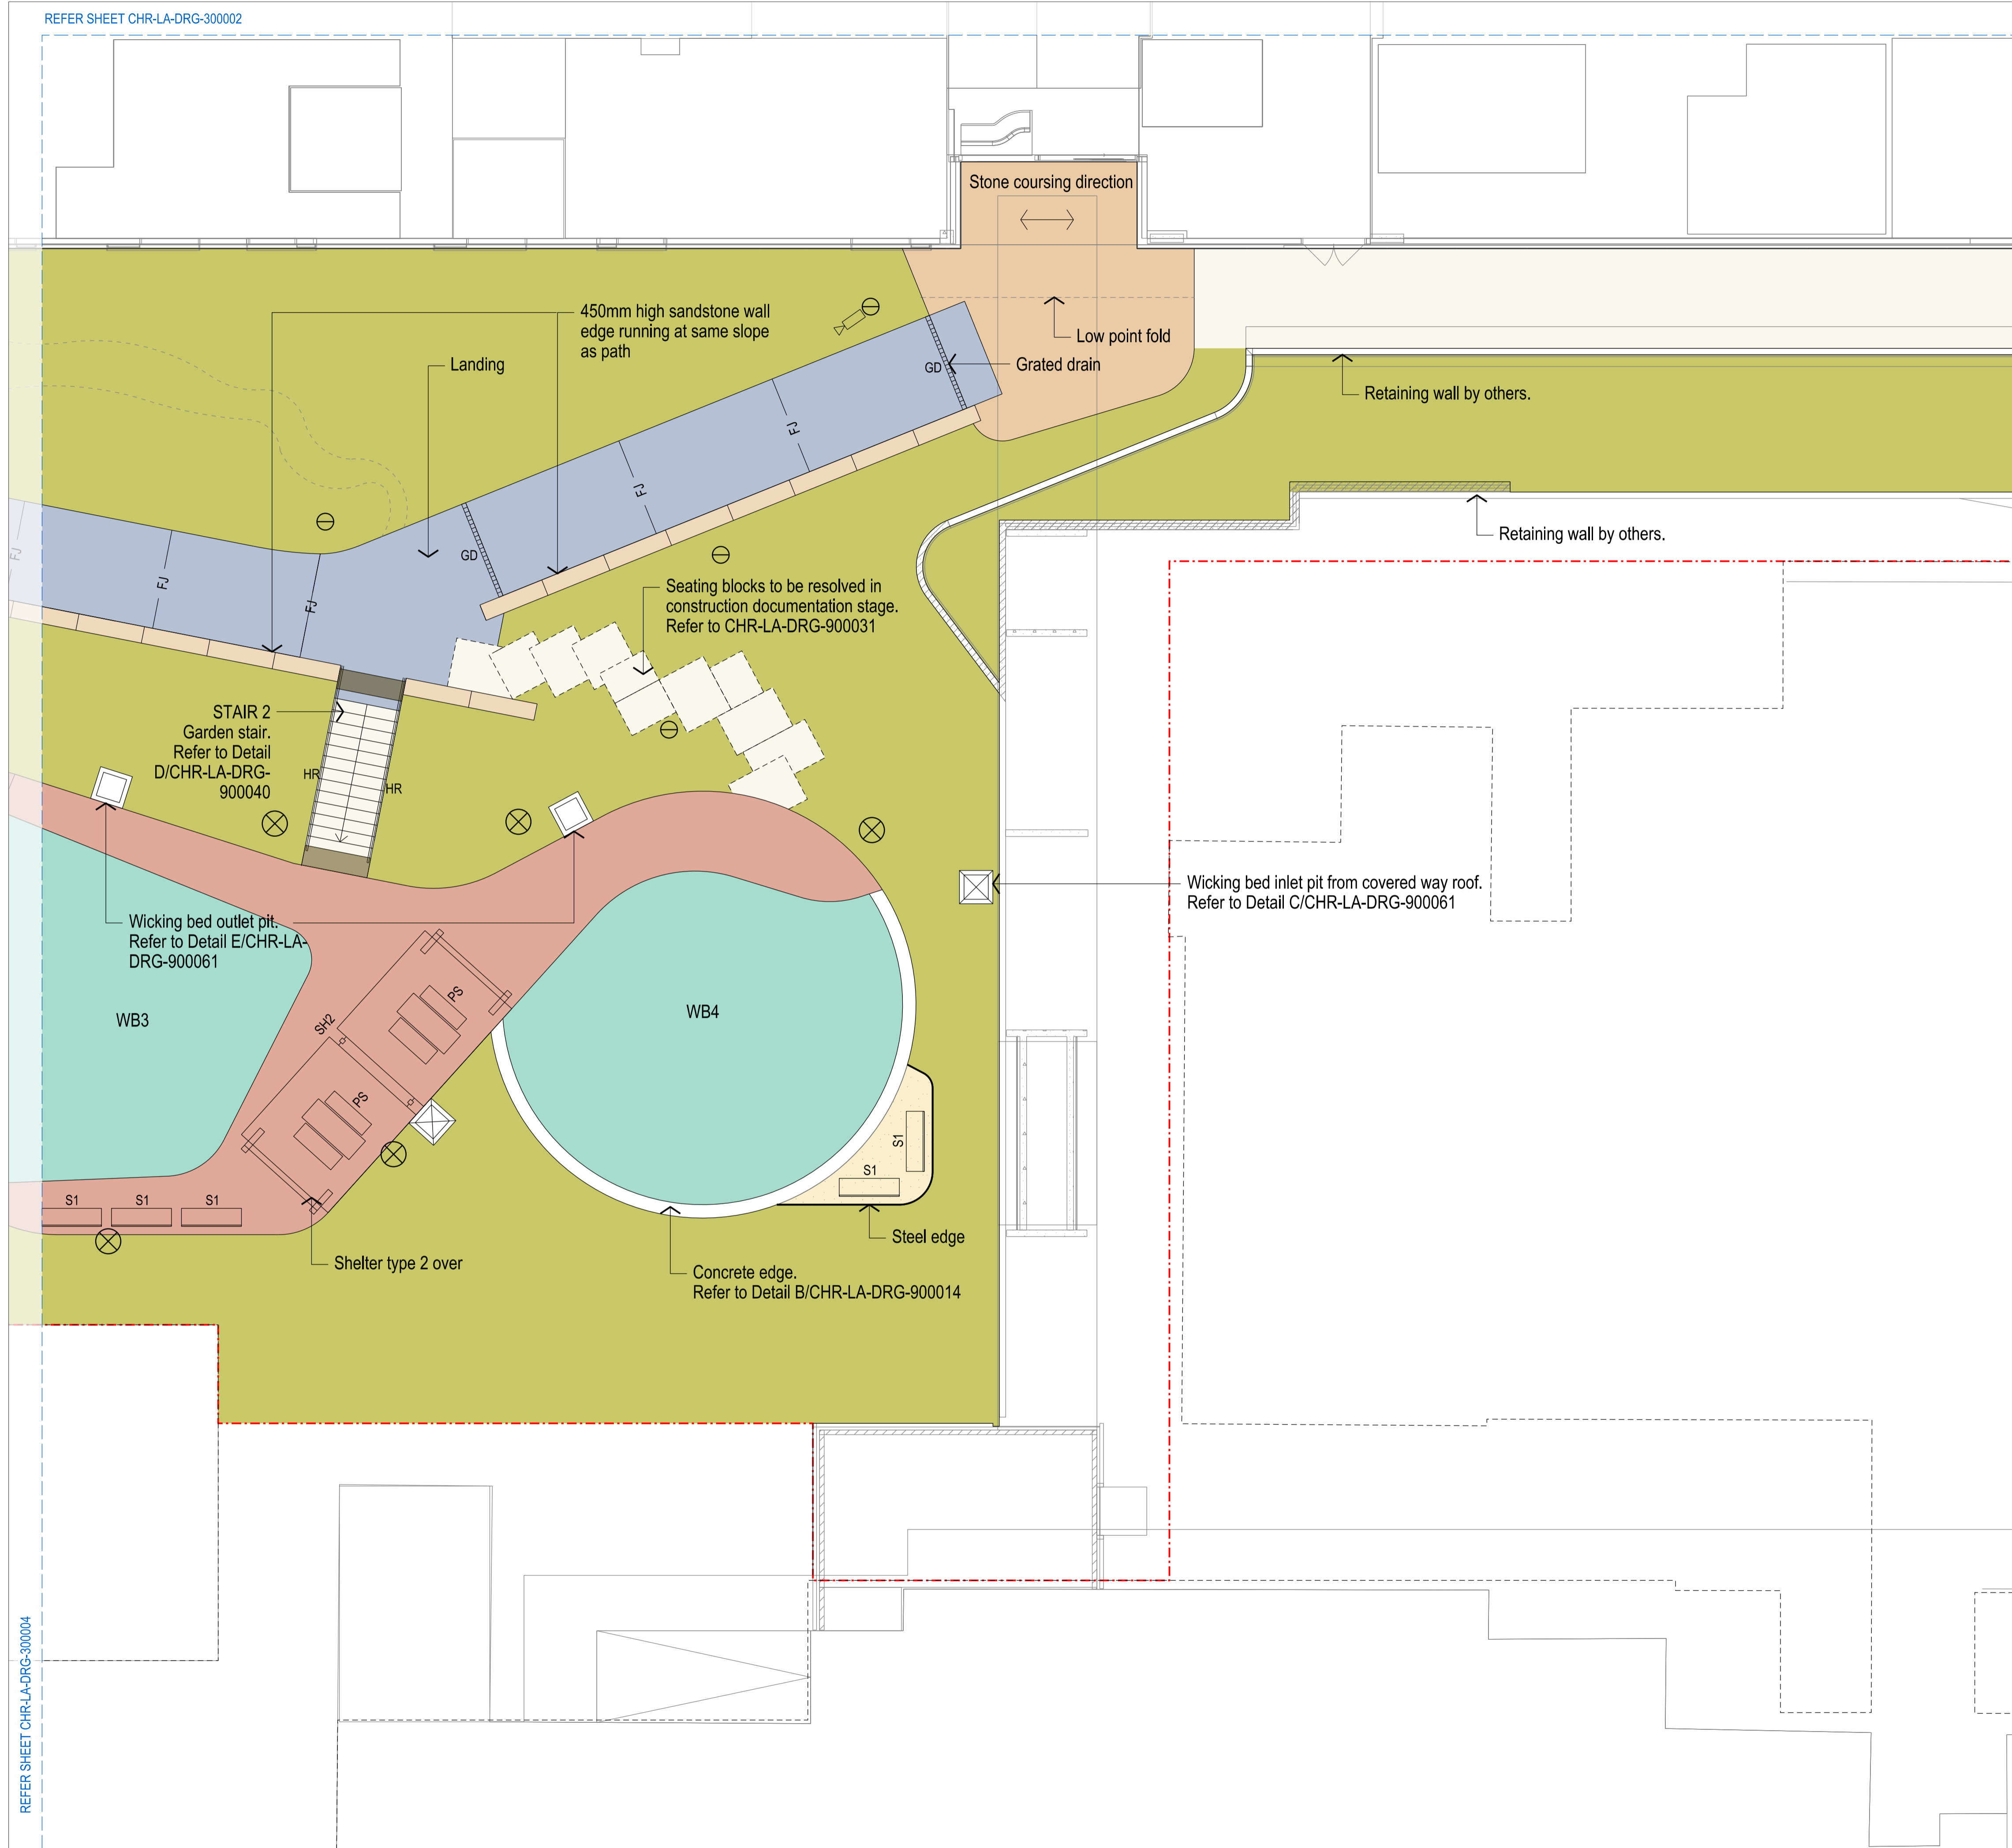 REFER SHEET CHR-LA-DRG-300002
Stone coursing direction
450mm high sandstone wall
edge running at same slope
as path
Low point fold
Landing
GD
Grated drain
Retaining wall by others.
FJ
FJ
FJ
FJ
FJ
GD
Retaining wall by others.
Seating blocks to be resolved in
construction documentation stage.
Refer to CHR-LA-DRG-900031
STAIR 2
Garden stair.
Refer to Detail
D/CHR-LA-DRG-
900040
HR
HR
Wicking bed inlet pit from covered way roof.
Refer to Detail C/CHR-LA-DRG-900061
Wicking bed outlet pit.
Refer to Detail E/CHR-LA-
DRG-900061
PS
WB3
SH2
WB4
PS
S1
S1
S1
S1
S1
Steel edge
Shelter type 2 over
Concrete edge.
Refer to Detail B/CHR-LA-DRG-900014
REFER SHEET CHR-LA-DRG-300004